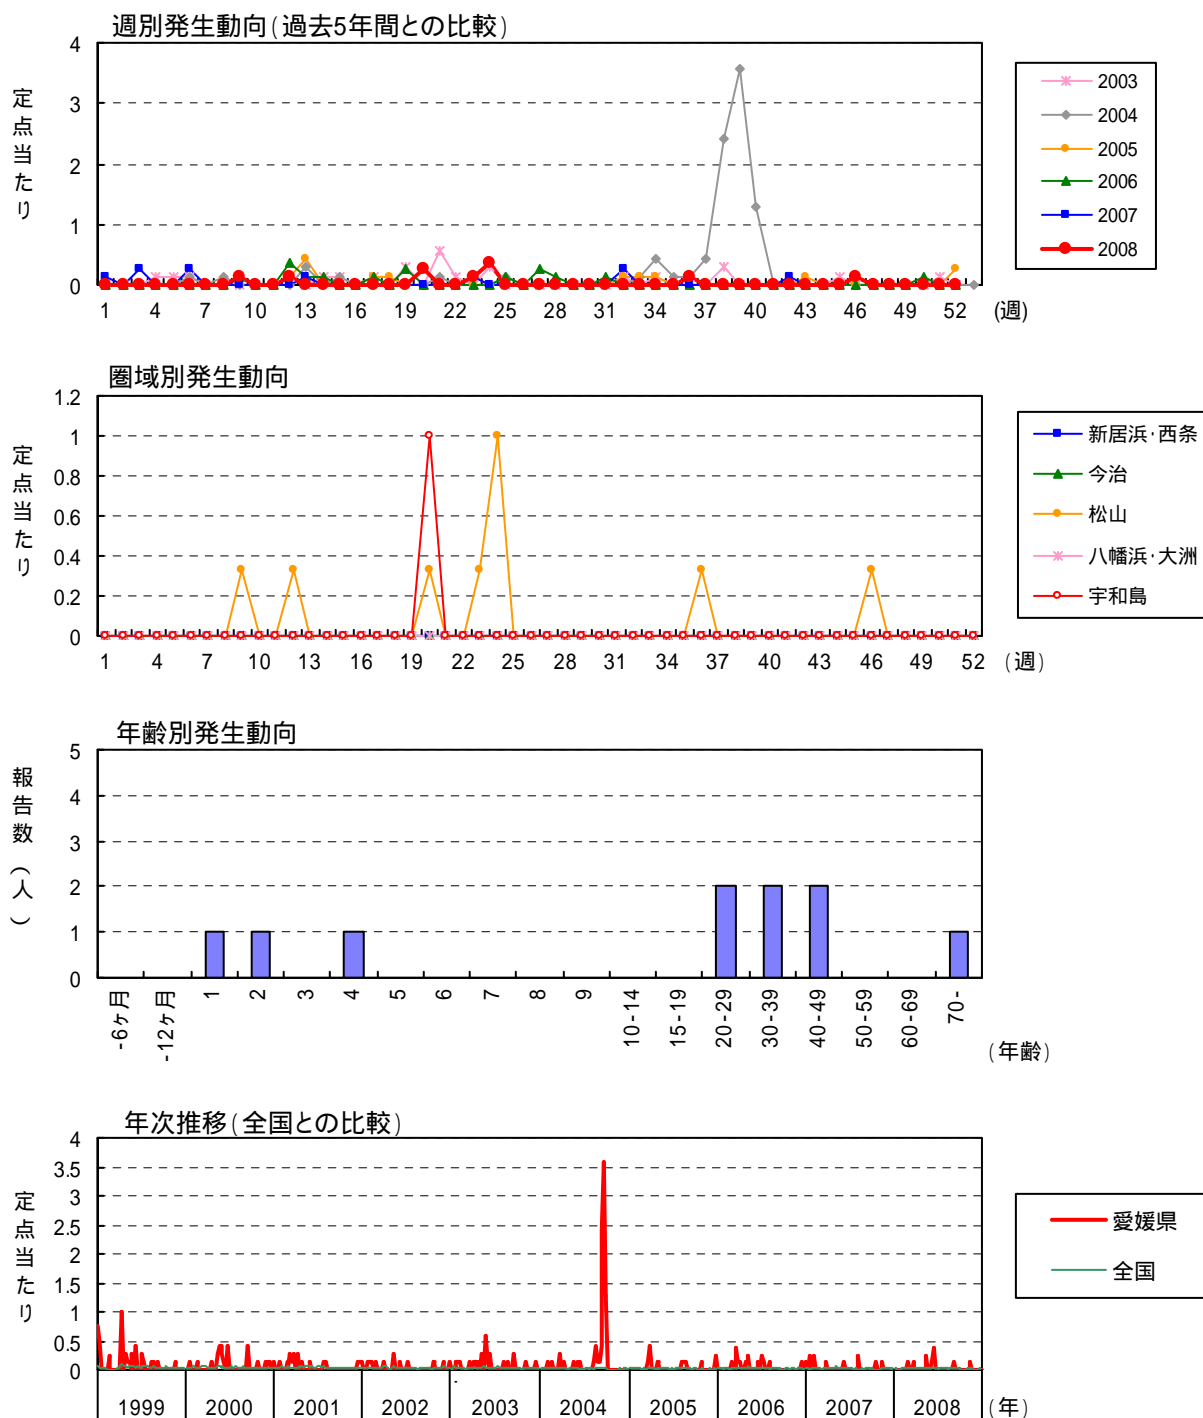 週別発生動向(過去5年間との比較)
定点当たり
4
3
2
1
0
1 4 7 10 13 16 19 22 25 28 31 34 37 40 43 46 49 52 (週)
2003
2004
2005
2006
2007
2008
圏域別発生動向
定点当たり
1.2
1
0.8
0.6
0.4
0.2
0
1 4 7 10 13 16 19 22 25 28 31 34 37 40 43 46 49 52 (週)
新居浜・西条
今治
松山
八幡浜・大洲
宇和島
年齢別発生動向
報告数(人)
5
4
3
2
1
0
-6ヶ月 -12ヶ月 1 2 3 4 5 6 7 8 9 10-14 15-19 20-29 30-39 40-49 50-59 60-69 70-
(年齢)
年次推移(全国との比較)
定点当たり
4
3.5
3
2.5
2
1.5
1
0.5
0
1999 2000 2001 2002 2003 2004 2005 2006 2007 2008 (年)
愛媛県
全国